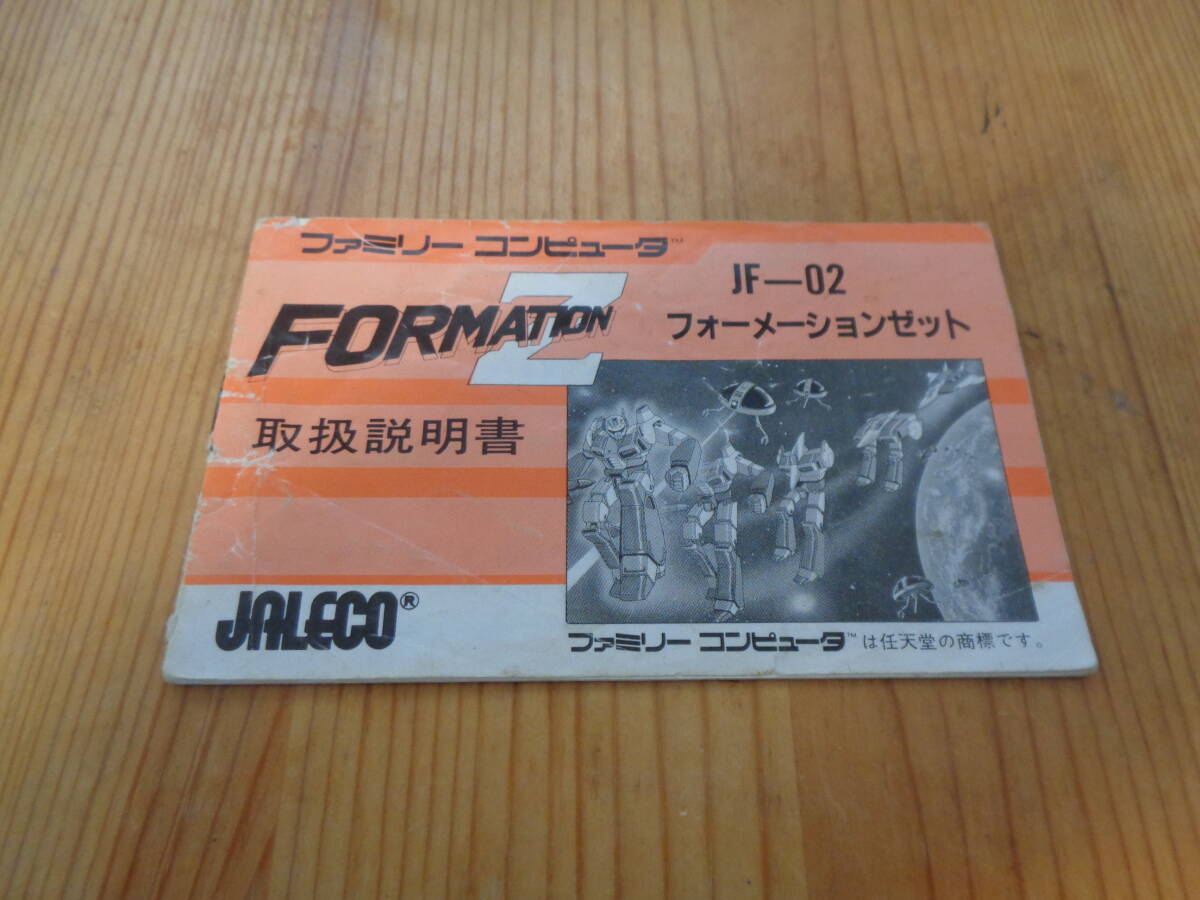 ファミリー コンピュータ™
FORMATION Z
JF—02
フォーメーションゼット
取扱説明書
JALECO®
ファミリー コンピュータ™は任天堂の商標です。